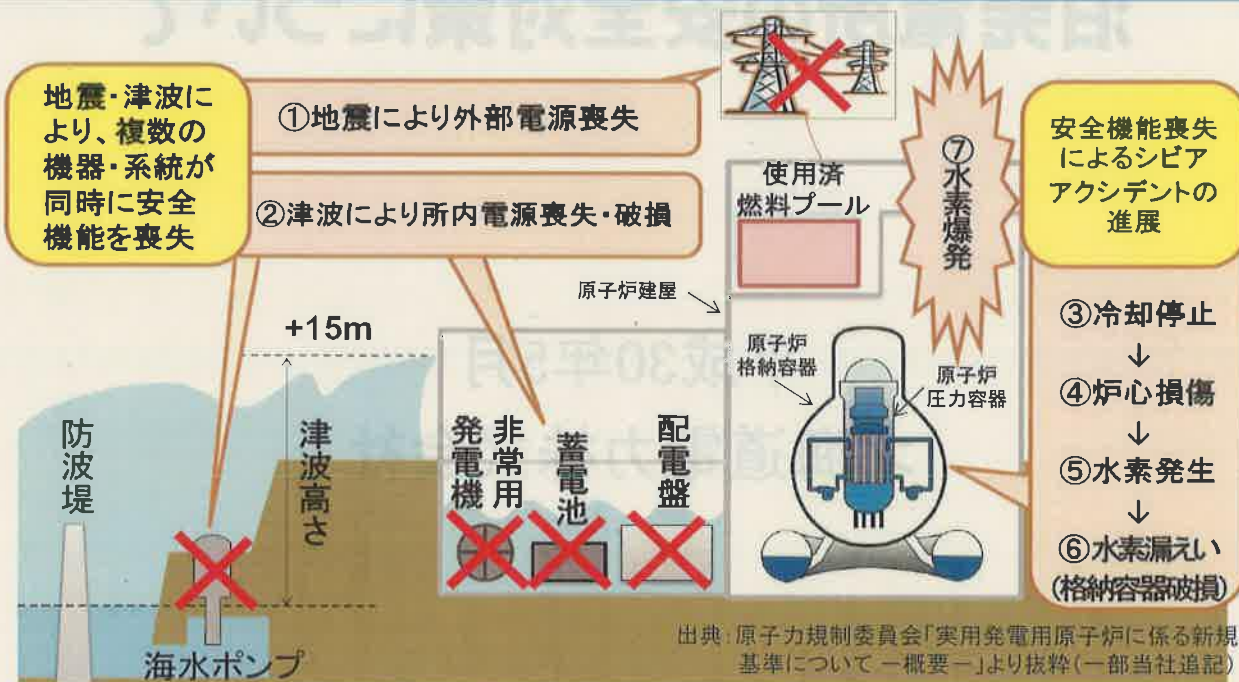 地震・津波に
より、複数の
機器・系統が
同時に安全
機能を喪失
①地震により外部電源喪失
②津波により所内電源喪失・破損
使用済
燃料プール
⑦水素爆発
安全機能喪失
によるシビア
アクシデントの
進展
③冷却停止
↓
④炉心損傷
↓
⑤水素発生
↓
⑥水素漏えい
(格納容器破損)
原子炉建屋
原子炉
格納容器
原子炉
圧力容器
+15m
防波堤
津波高さ
海水ポンプ
非常用
発電機
蓄電池
配電盤
出典:原子力規制委員会「実用発電用原子炉に係る新規
基準について-概要-」より抜粋(一部当社追記)